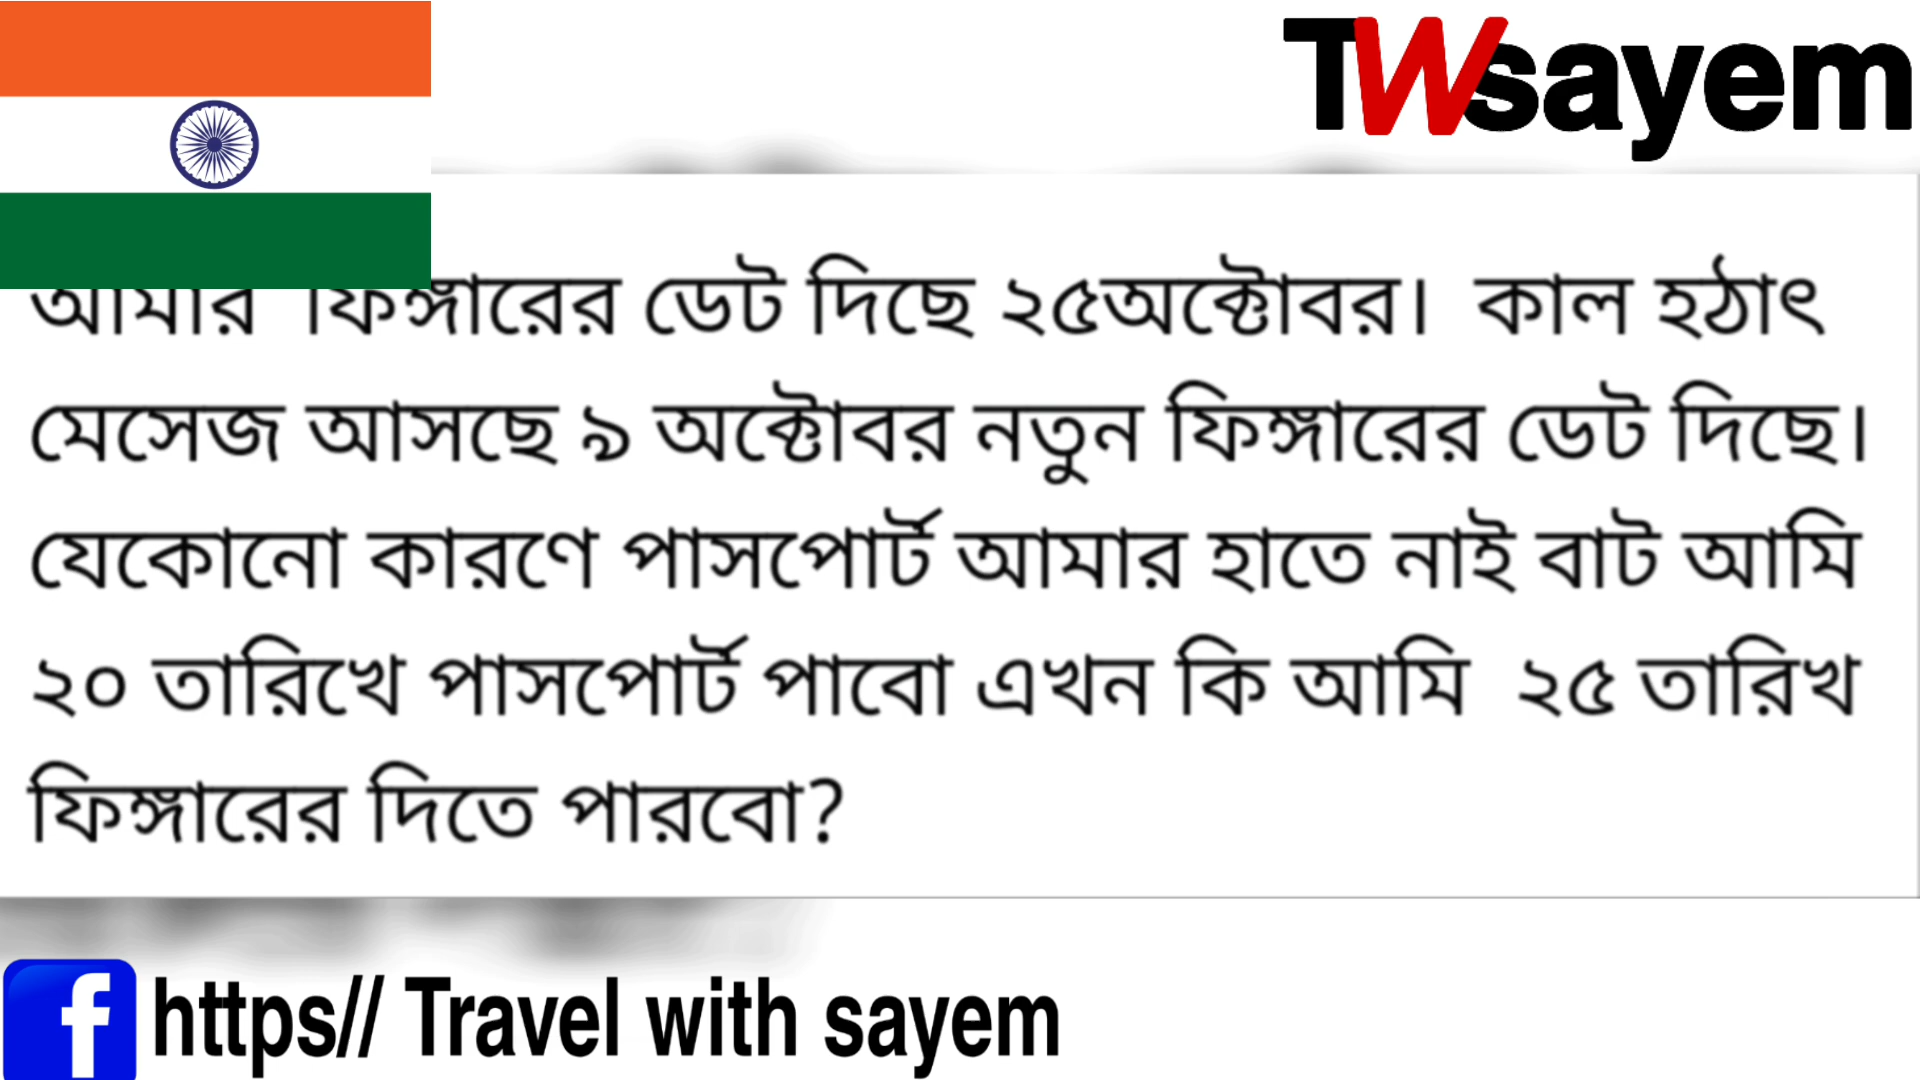 TWsayem
আমার ফিঙ্গারের ডেট দিছে ২৫অক্টোবর। কাল হঠাৎ
মেসেজ আসছে ৯ অক্টোবর নতুন ফিঙ্গারের ডেট দিছে।
যেকোনো কারণে পাসপোর্ট আমার হাতে নাই বাট আমি
২০ তারিখে পাসপোর্ট পাবো এখন কি আমি ২৫ তারিখ
ফিঙ্গারের দিতে পারবো?
f https// Travel with sayem